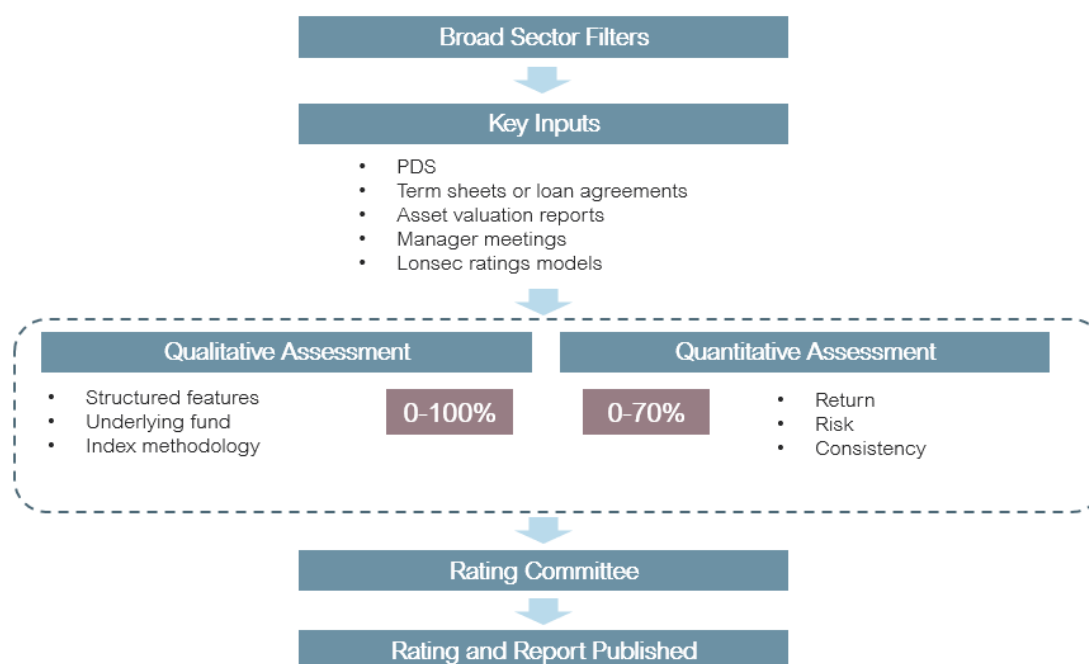 Broad Sector Filters
Key Inputs
• PDS
• Term sheets or loan agreements
• Asset valuation reports
• Manager meetings
• Lonsec ratings models
Qualitative Assessment
• Structured features
• Underlying fund
• Index methodology
0-100%
Quantitative Assessment
0-70%
• Return
• Risk
• Consistency
Rating Committee
Rating and Report Published